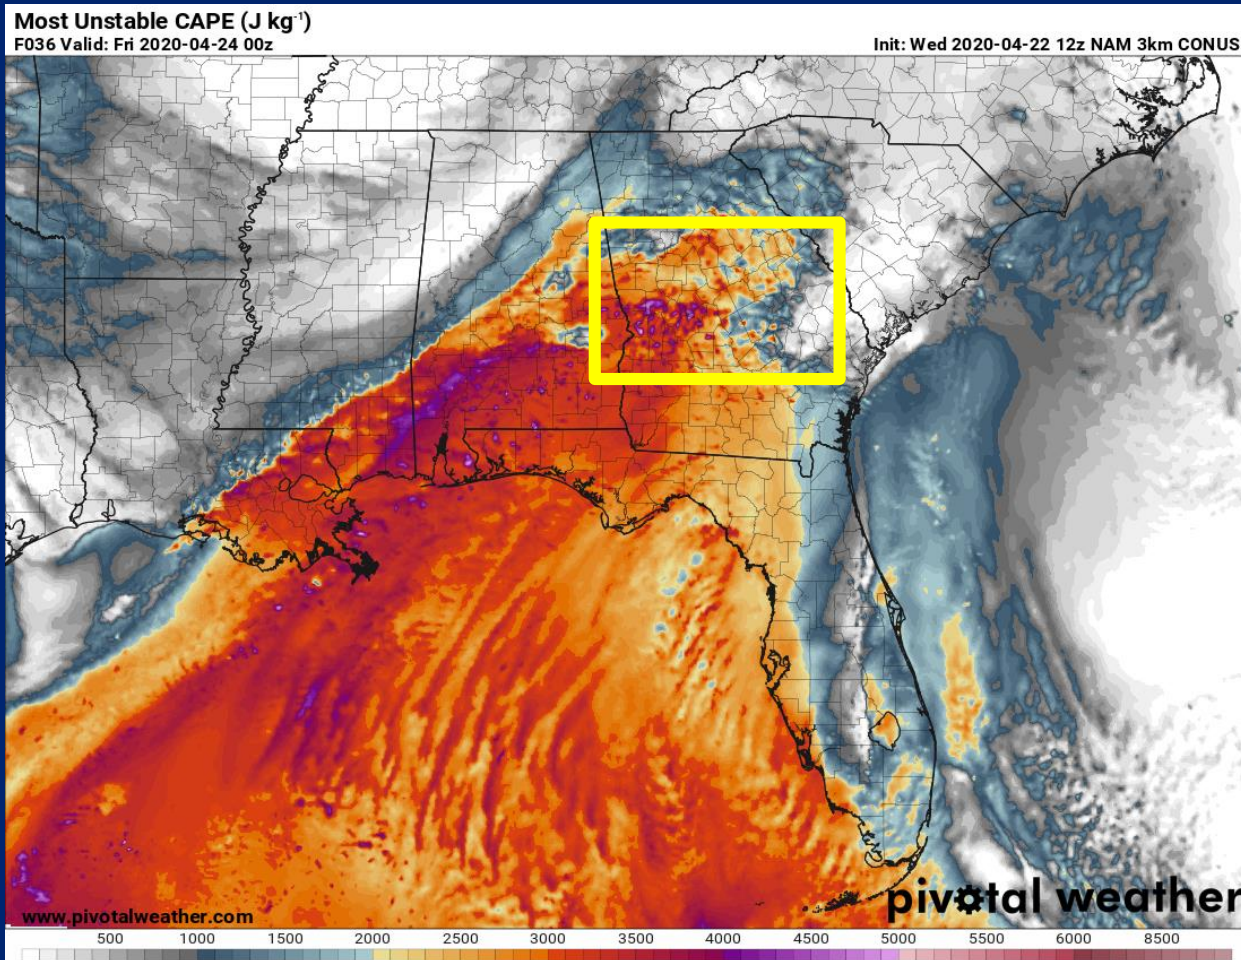 Most Unstable CAPE (J kg⁻¹)
F036 Valid: Fri 2020-04-24 00z Init: Wed 2020-04-22 12z NAM 3km CONUS
pivotal weather
www.pivotalweather.com
500 1000 1500 2000 2500 3000 3500 4000 4500 5000 5500 6000 8500